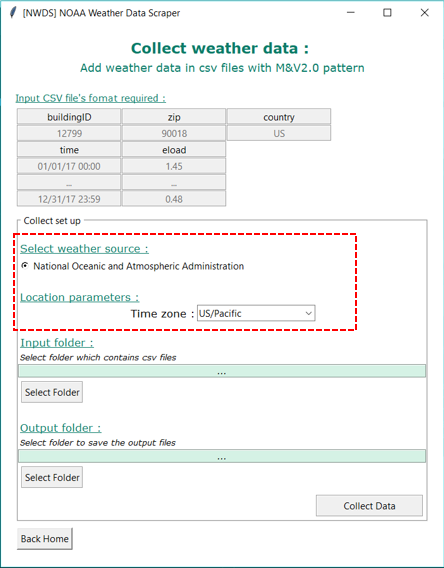 [NWDS] NOAA Weather Data Scraper
Collect weather data :
Add weather data in csv files with M&V2.0 pattern
Input CSV file's fomat required :
buildingID zip country
12799 90018 US
time eload
01/01/17 00:00 1.45
... ...
12/31/17 23:59 0.48
Collect set up
Select weather source :
National Oceanic and Atmospheric Administration
Location parameters :
Time zone : US/Pacific
Input folder :
Select folder which contains csv files
...
Select Folder
Output folder :
Select folder to save the output files
...
Select Folder
Collect Data
Back Home